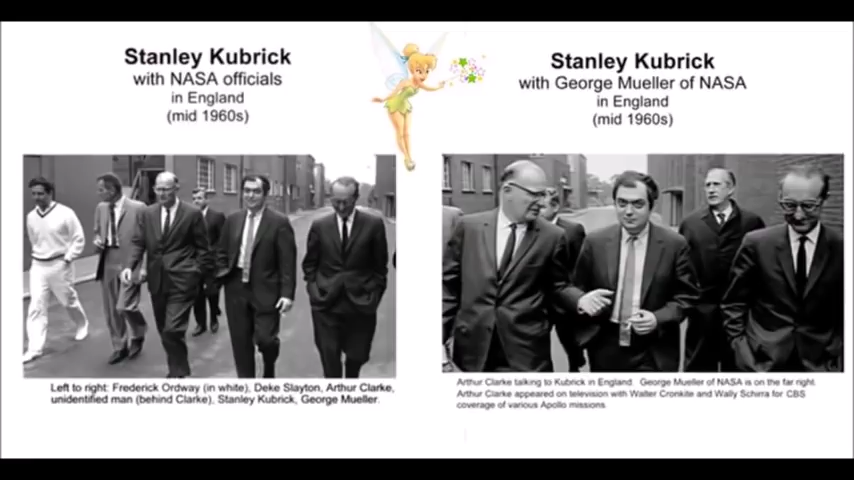 Stanley Kubrick
with NASA officials
in England
(mid 1960s)
Left to right: Frederick Ordway (in white), Deke Slayton, Arthur Clarke,
unidentified man (behind Clarke), Stanley Kubrick, George Mueller.
Stanley Kubrick
with George Mueller of NASA
in England
(mid 1960s)
Arthur Clarke talking to Kubrick in England. George Mueller of NASA is on the far right.
Arthur Clarke appeared on television with Walter Cronkite and Wally Schirra for CBS
coverage of various Apollo missions.